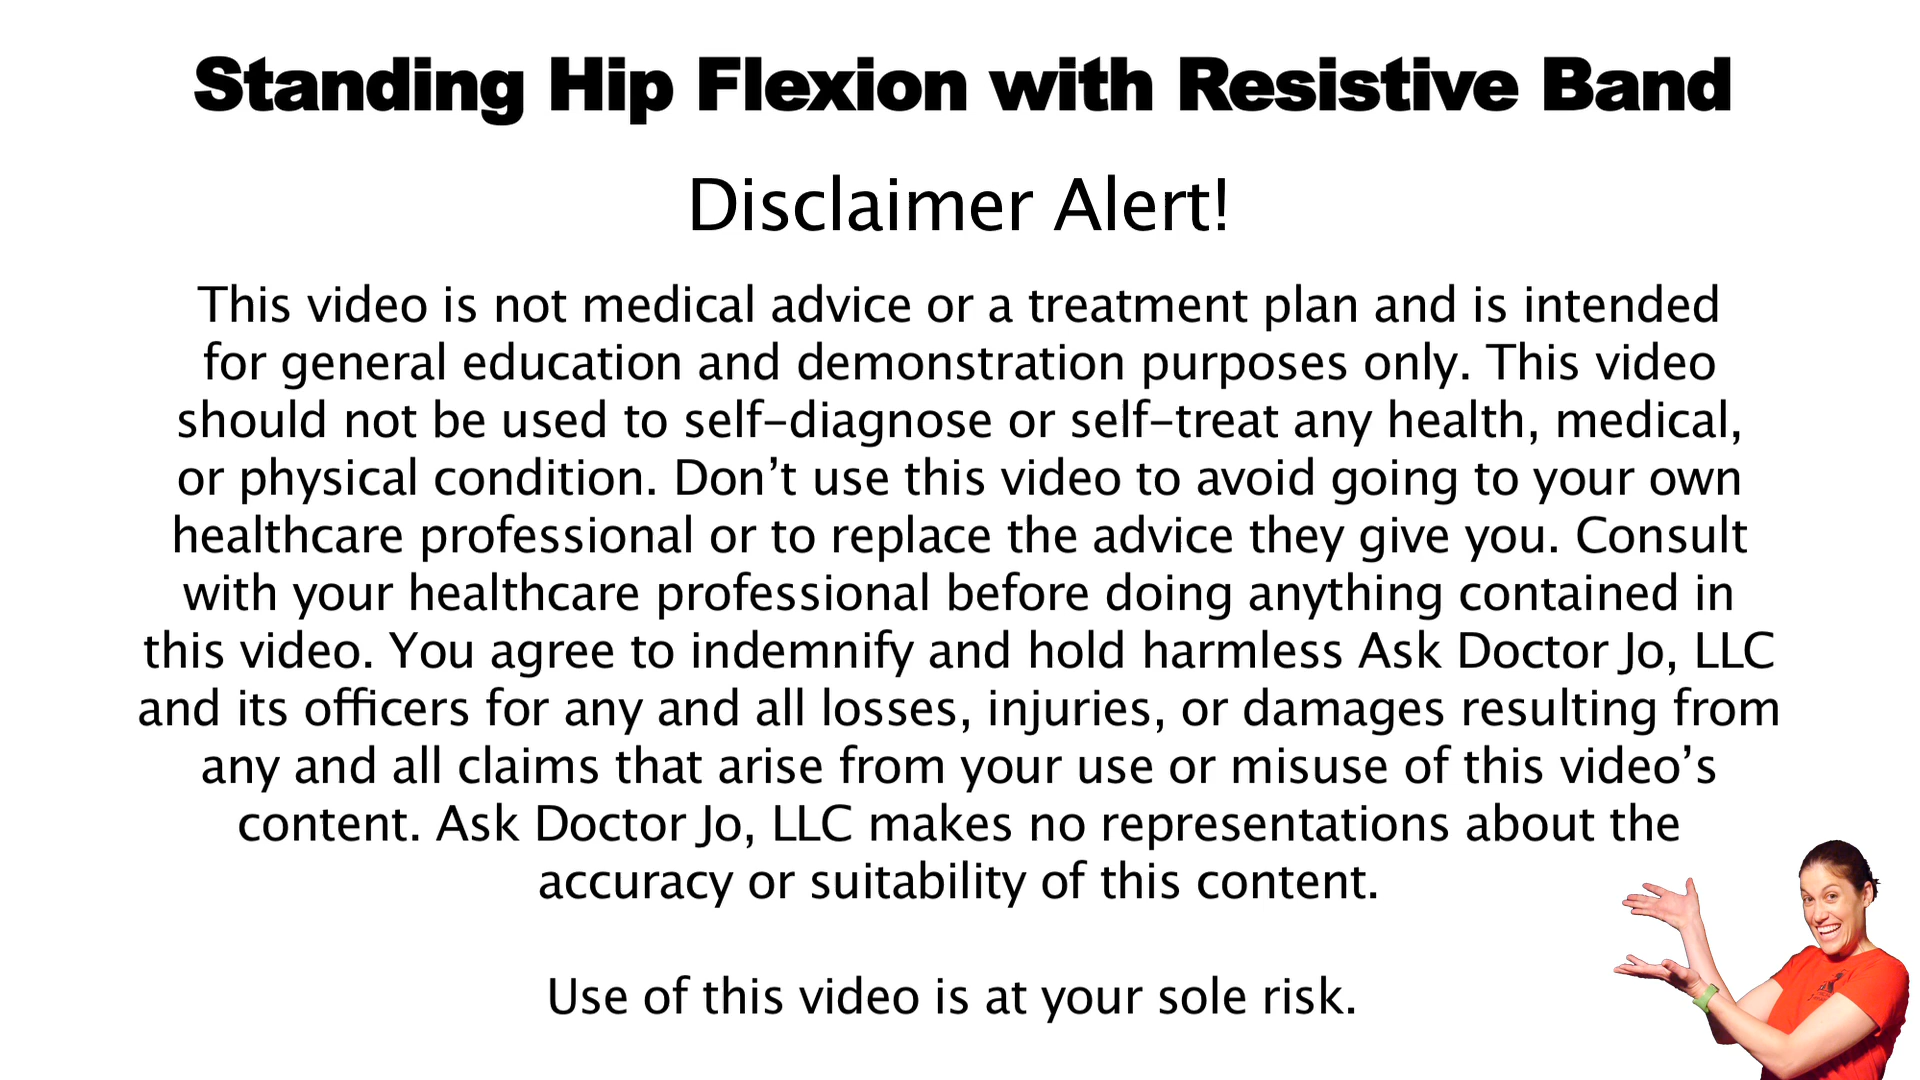 Standing Hip Flexion with Resistive Band
Disclaimer Alert!
This video is not medical advice or a treatment plan and is intended
for general education and demonstration purposes only. This video
should not be used to self-diagnose or self-treat any health, medical,
or physical condition. Don’t use this video to avoid going to your own
healthcare professional or to replace the advice they give you. Consult
with your healthcare professional before doing anything contained in
this video. You agree to indemnify and hold harmless Ask Doctor Jo, LLC
and its officers for any and all losses, injuries, or damages resulting from
any and all claims that arise from your use or misuse of this video’s
content. Ask Doctor Jo, LLC makes no representations about the
accuracy or suitability of this content.
Use of this video is at your sole risk.